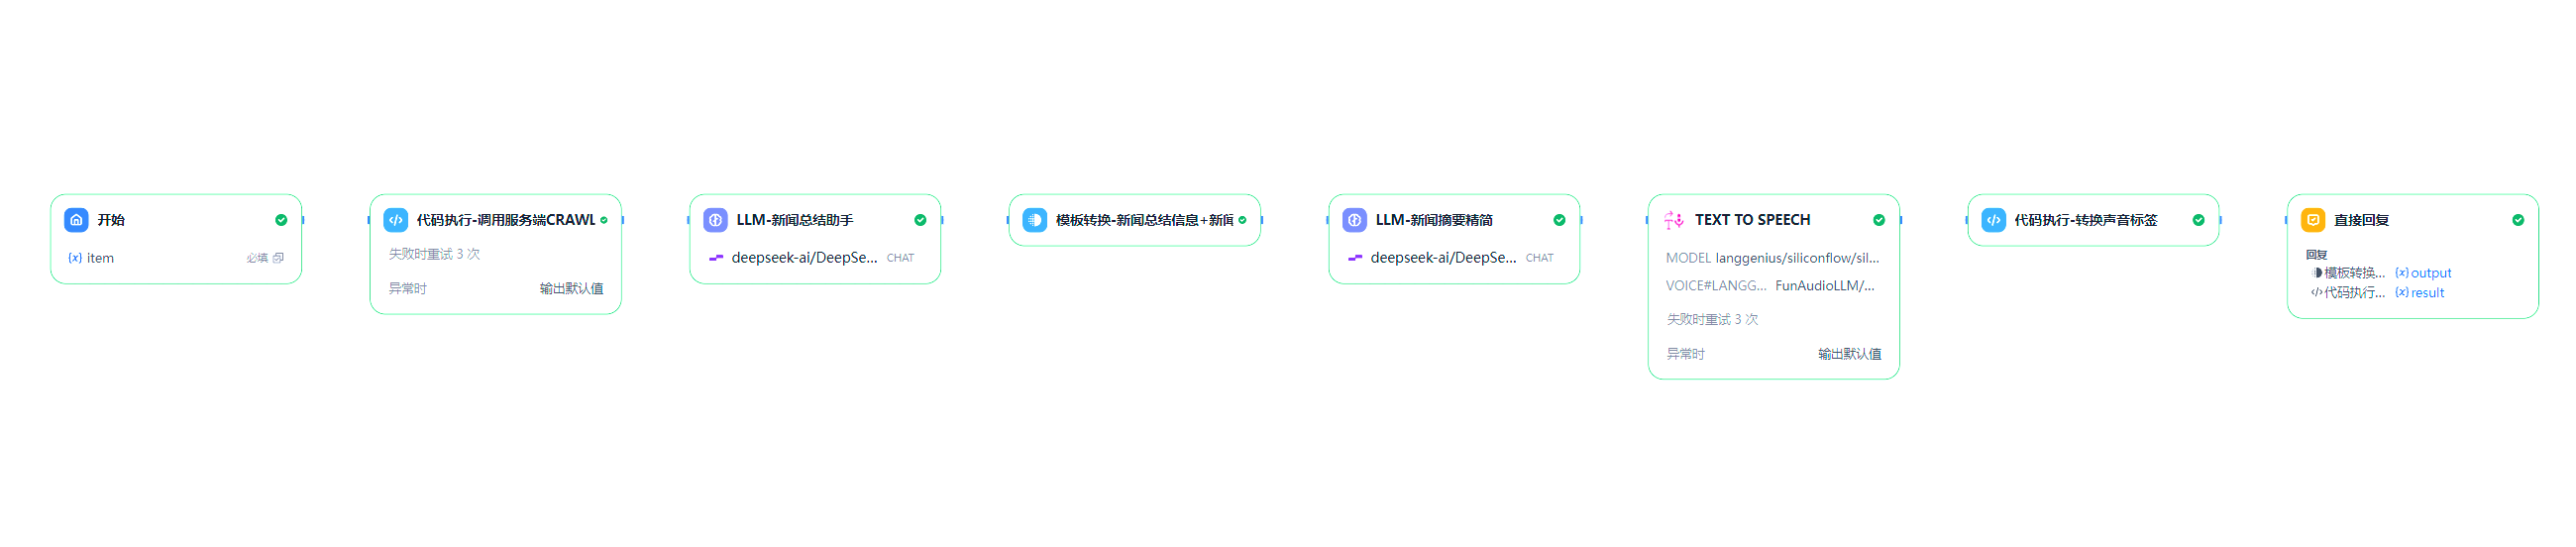 开始
{x} item
必填
代码执行-调用服务端CRAWL
失败时重试 3 次
异常时
输出默认值
LLM-新闻总结助手
deepseek-ai/DeepSe...
CHAT
模板转换-新闻总结信息+新闻
LLM-新闻摘要精简
deepseek-ai/DeepSe...
CHAT
TEXT TO SPEECH
MODEL langgenius/siliconflow/sil...
VOICE#LANGG... FunAudioLLM/...
失败时重试 3 次
异常时
输出默认值
代码执行-转换声音标签
直接回复
回复
模板转换... {x} output
代码执行... {x} result